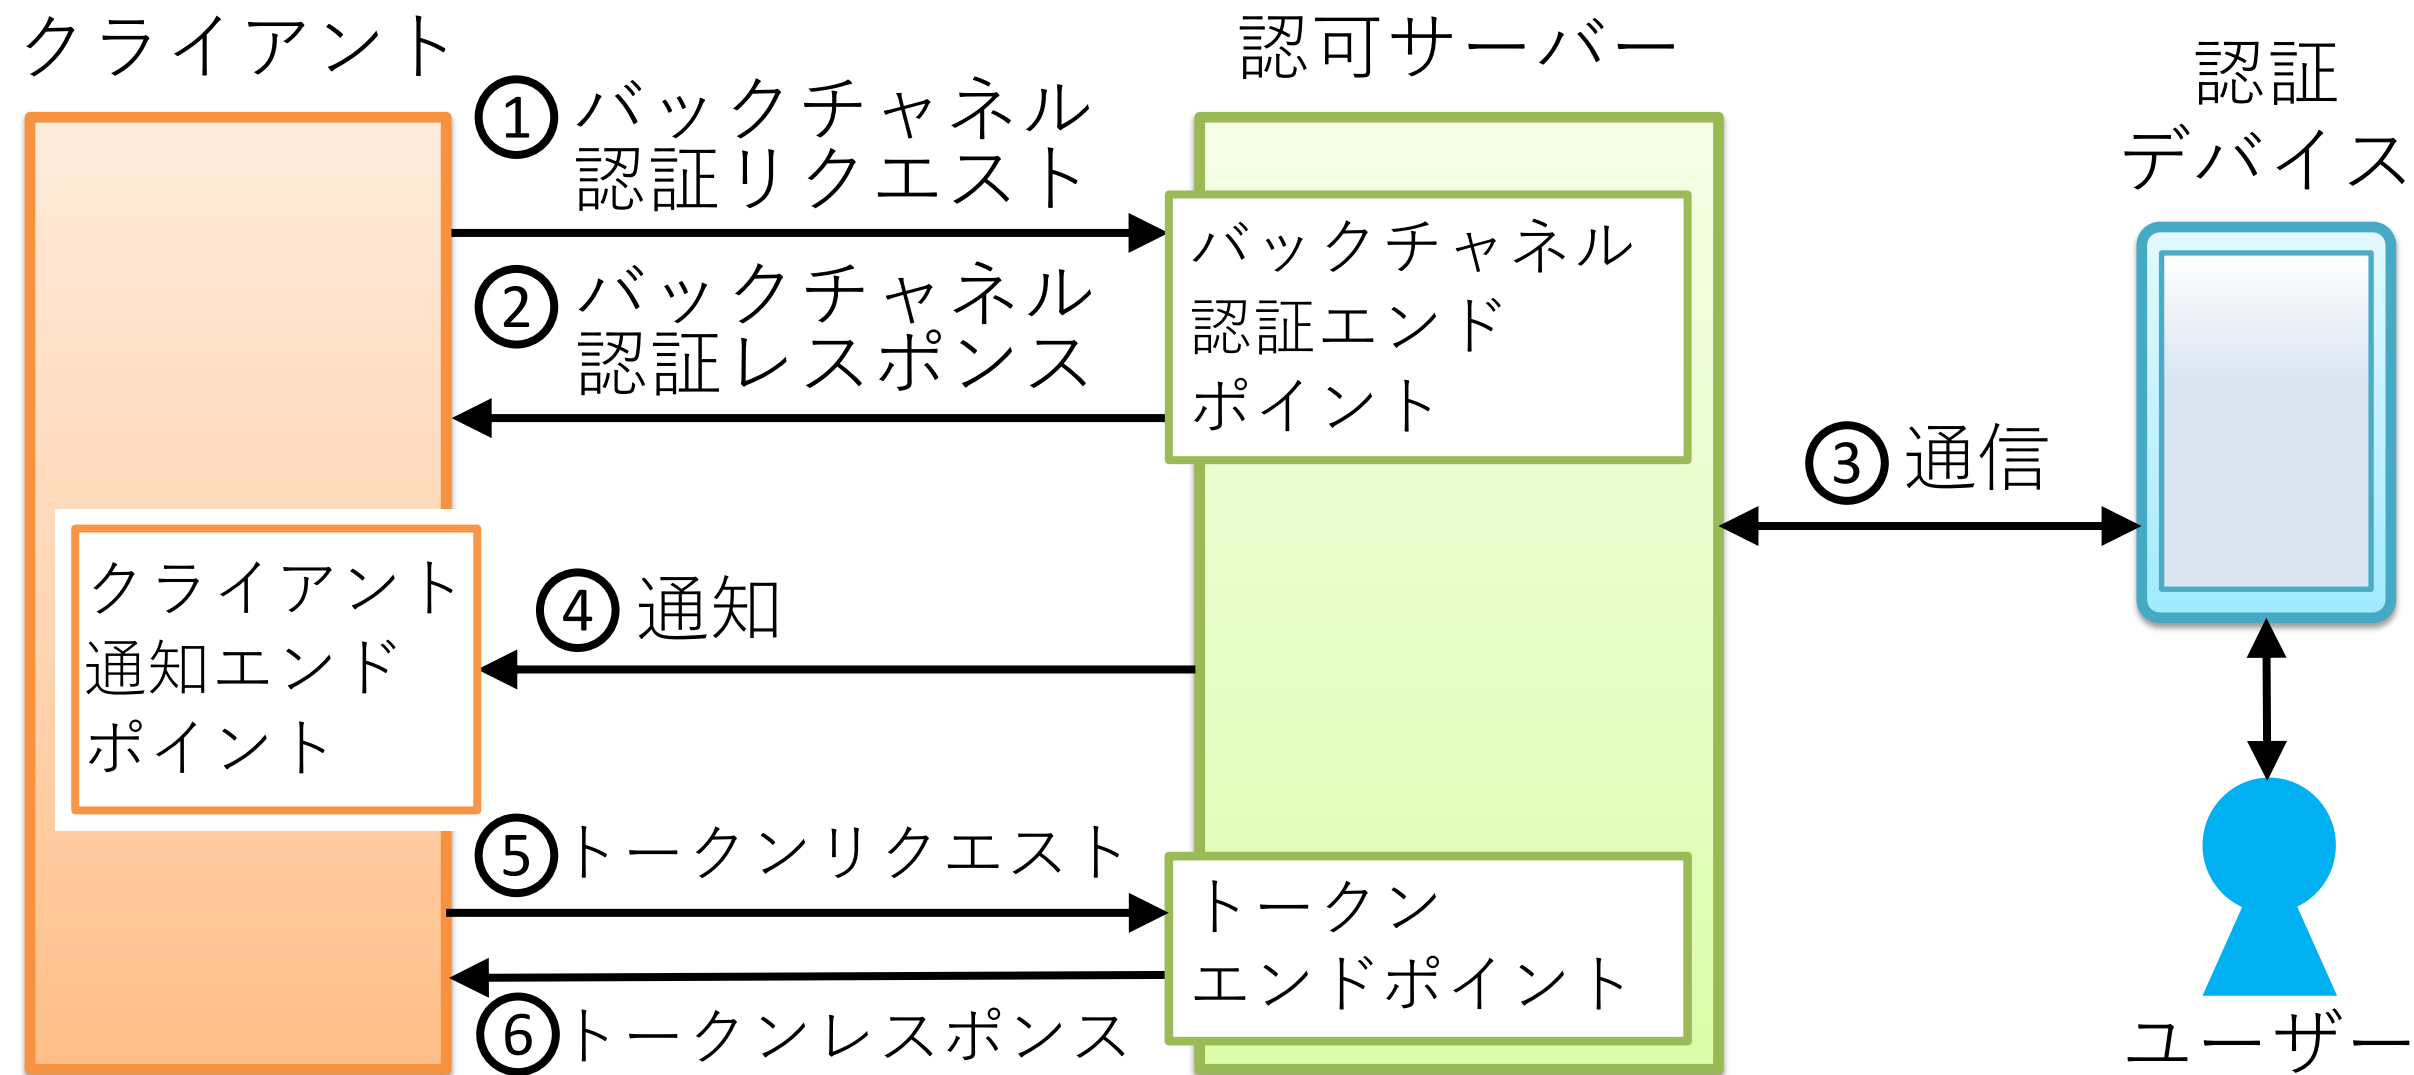 クライアント
認可サーバー
認証
デバイス
① バックチャネル
認証リクエスト
② バックチャネル
認証レスポンス
バックチャネル
認証エンド
ポイント
③ 通信
クライアント
通知エンド
ポイント
④ 通知
⑤ トークンリクエスト
トークン
エンドポイント
⑥ トークンレスポンス
ユーザー